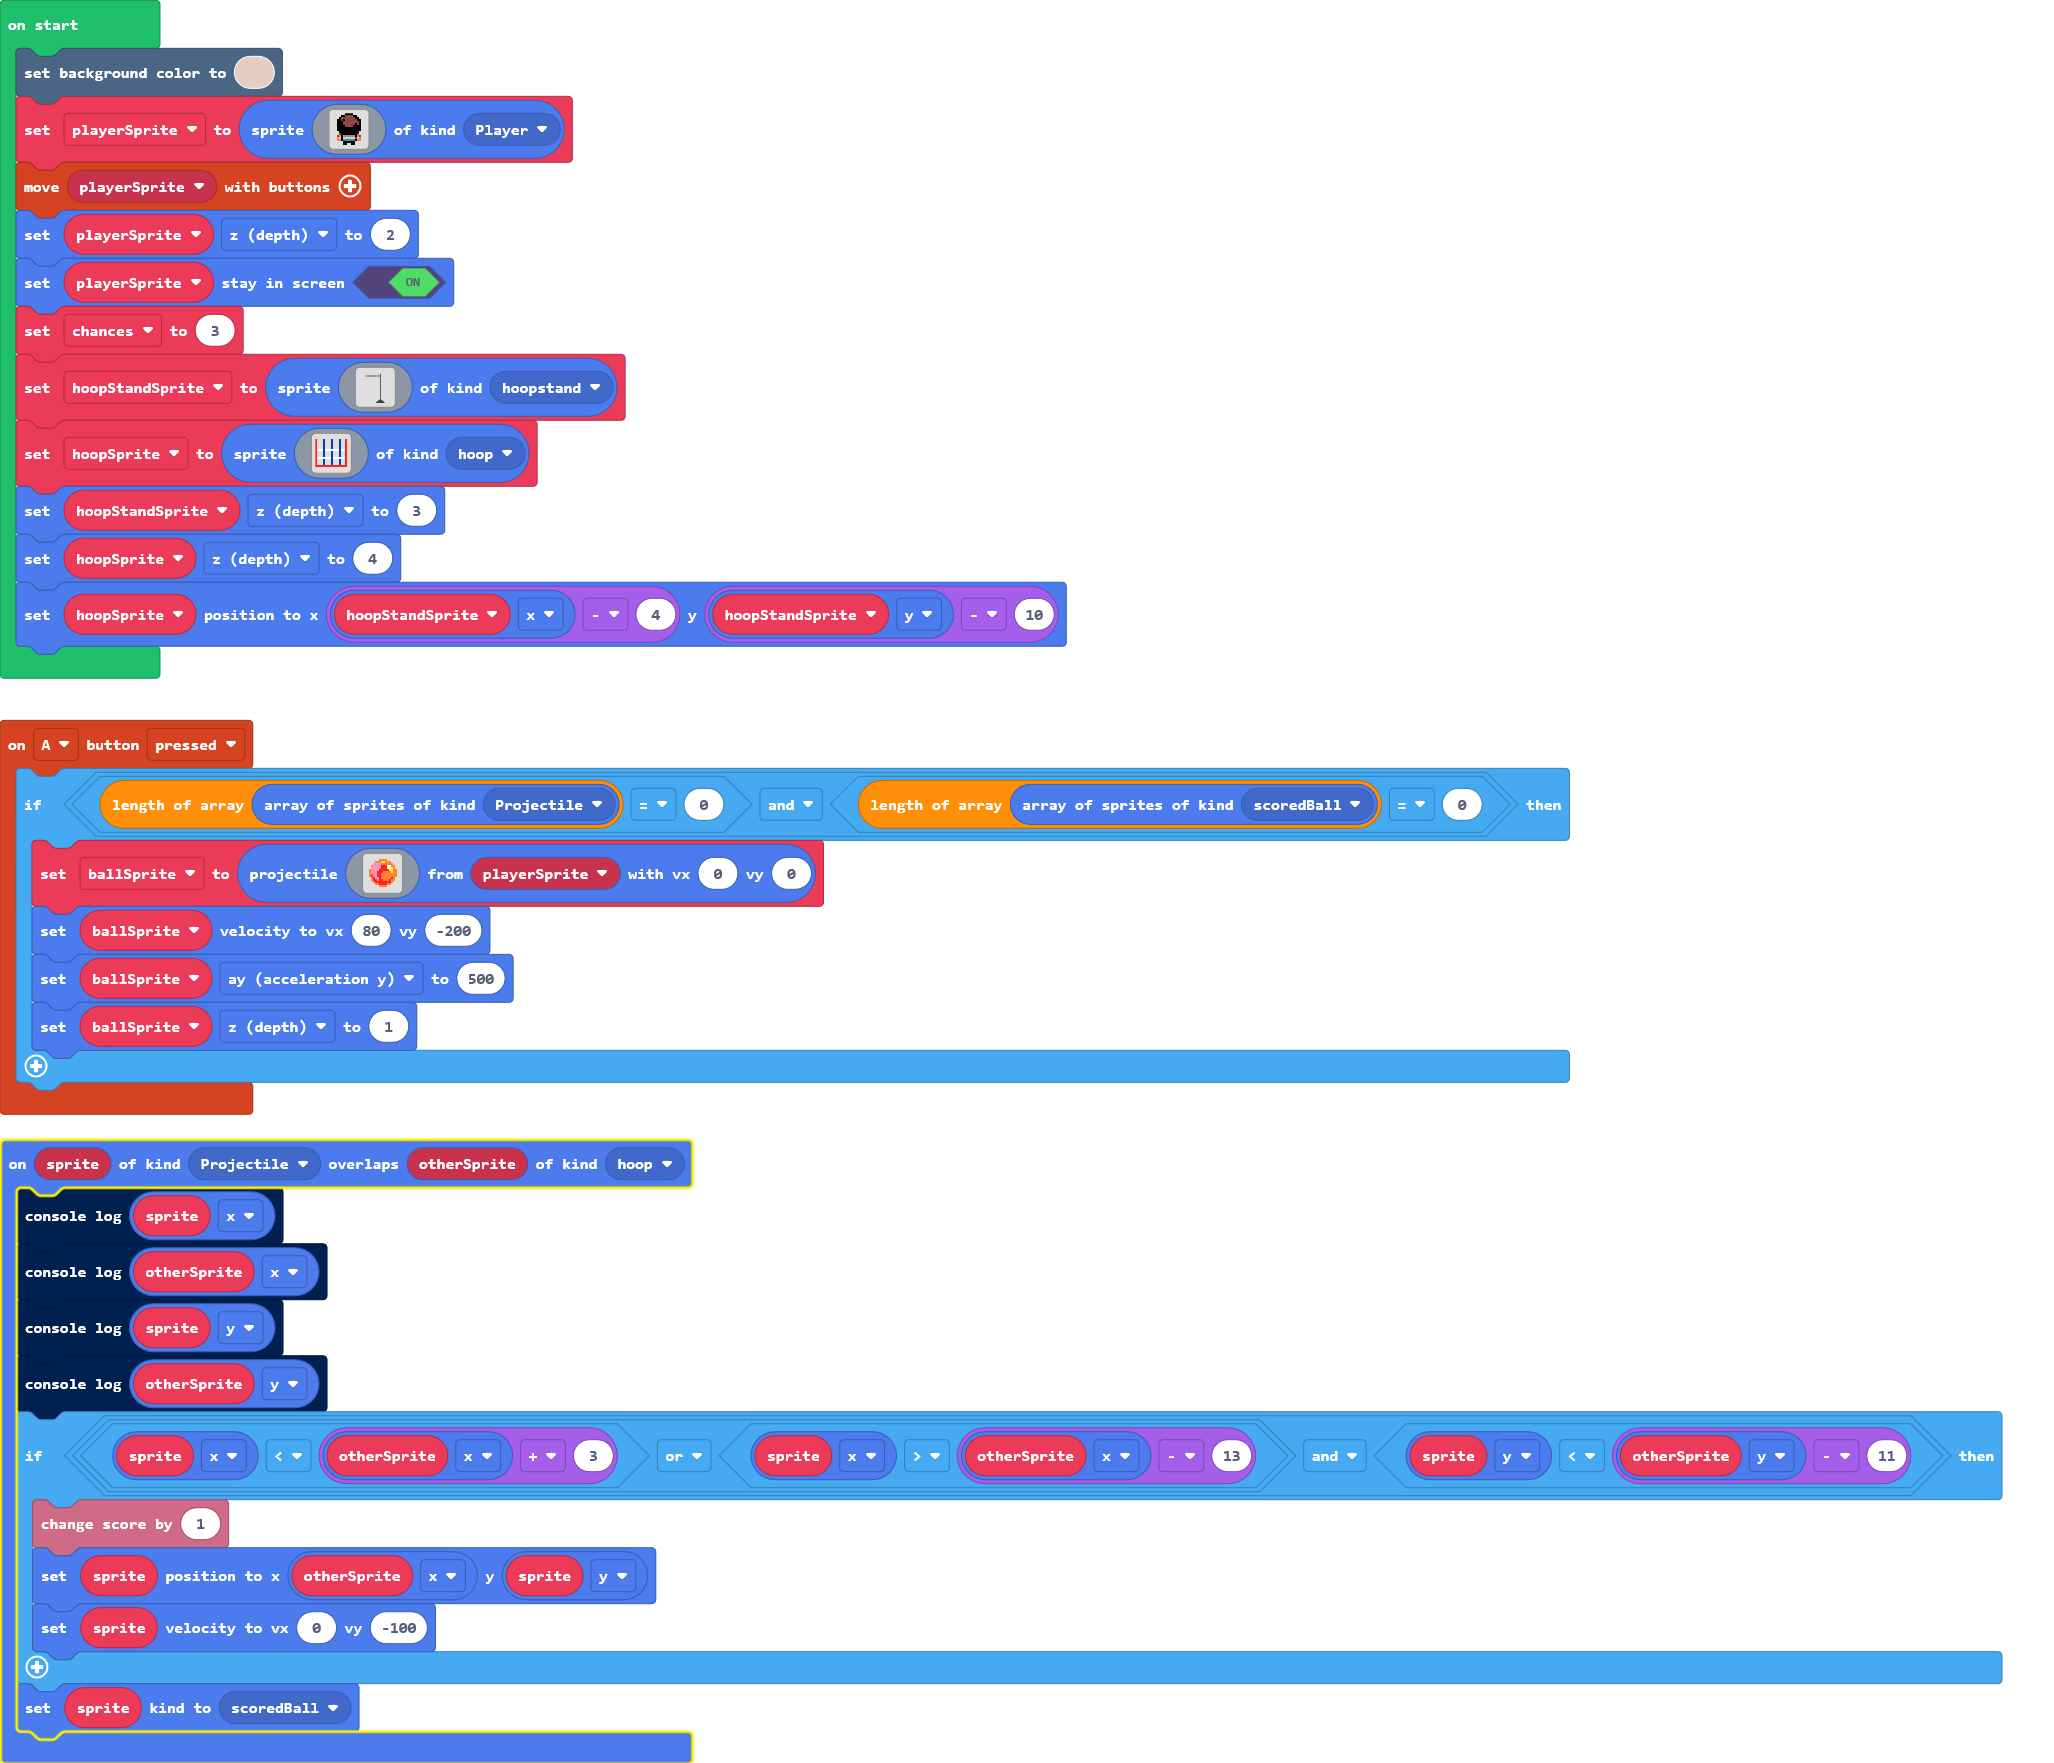 on start
set background color to
set playerSprite to sprite of kind Player
move playerSprite with buttons
set playerSprite z (depth) to 2
set playerSprite stay in screen ON
set chances to 3
set hoopStandSprite to sprite of kind hoopstand
set hoopSprite to sprite of kind hoop
set hoopStandSprite z (depth) to 3
set hoopSprite z (depth) to 4
set hoopSprite position to x hoopStandSprite x - 4 y hoopStandSprite y - 10
on A button pressed
if length of array array of sprites of kind Projectile = 0 and length of array array of sprites of kind scoredBall = 0 then
set ballSprite to projectile from playerSprite with vx 0 vy 0
set ballSprite velocity to vx 80 vy -200
set ballSprite ay (acceleration y) to 500
set ballSprite z (depth) to 1
on sprite of kind Projectile overlaps otherSprite of kind hoop
console log sprite x
console log otherSprite x
console log sprite y
console log otherSprite y
if sprite x < otherSprite x + 3 or sprite x > otherSprite x - 13 and sprite y < otherSprite y - 11 then
change score by 1
set sprite position to x otherSprite x y sprite y
set sprite velocity to vx 0 vy -100
set sprite kind to scoredBall